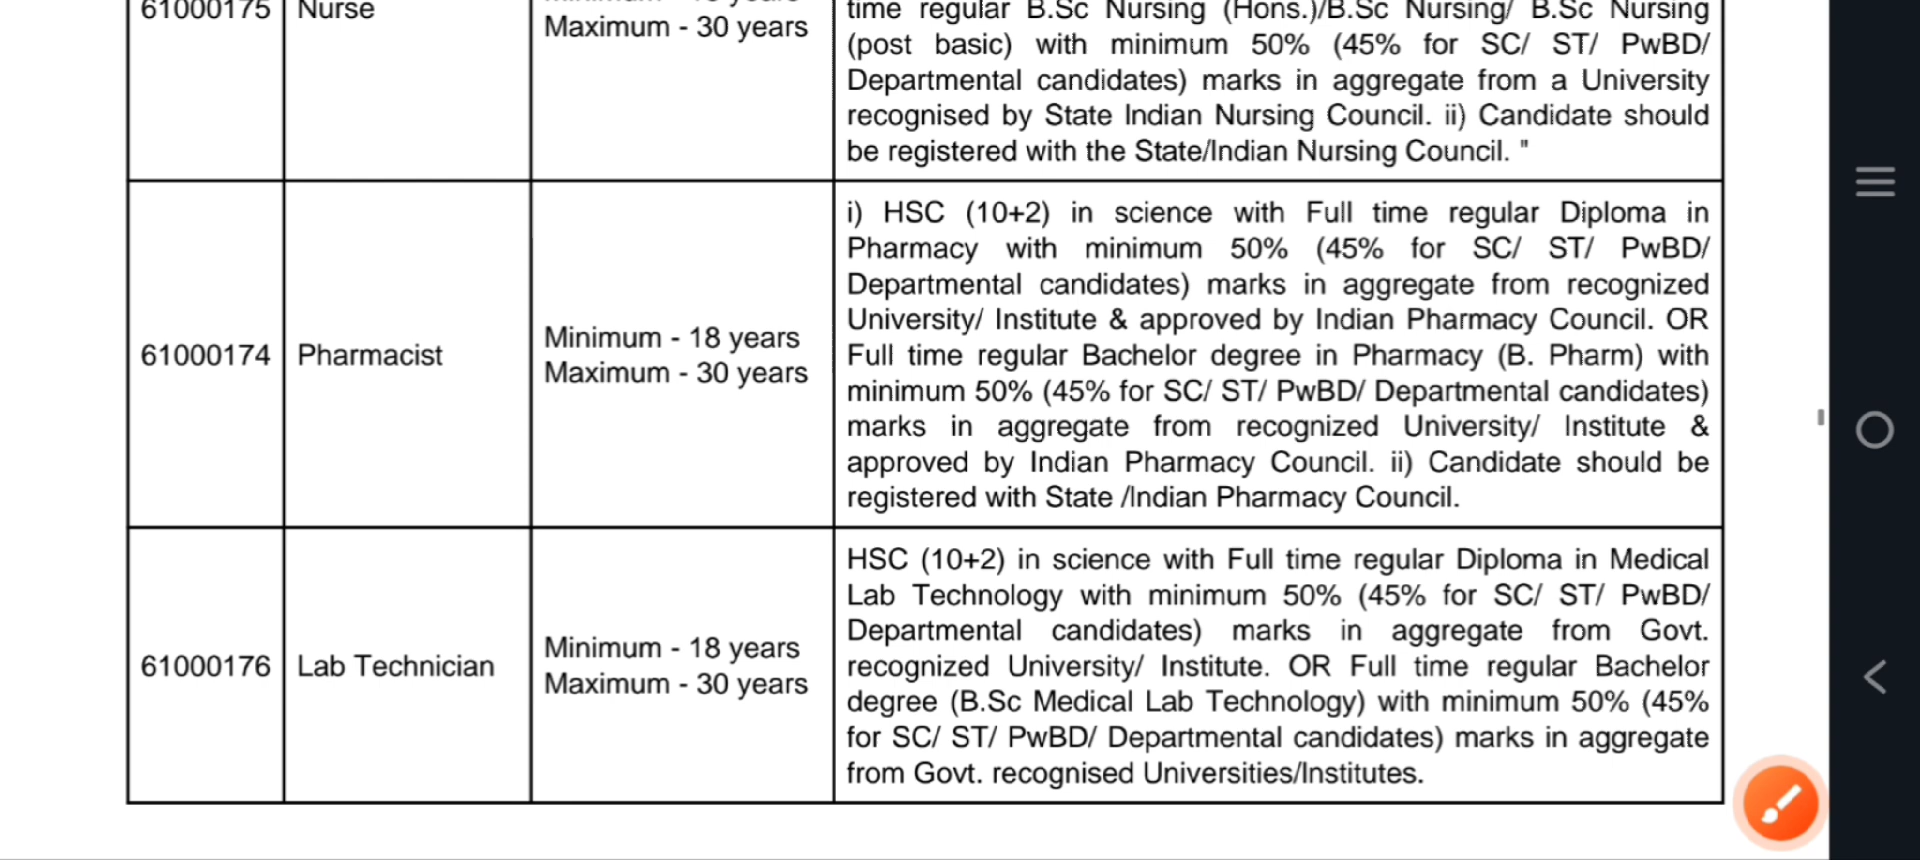 61000175 Nurse
Maximum - 30 years
time regular B.Sc Nursing (Hons.)/B.Sc Nursing/ B.Sc Nursing
(post basic) with minimum 50% (45% for SC/ ST/ PwBD/
Departmental candidates) marks in aggregate from a University
recognised by State Indian Nursing Council. ii) Candidate should
be registered with the State/Indian Nursing Council. "
61000174 Pharmacist
Minimum - 18 years
Maximum - 30 years
i) HSC (10+2) in science with Full time regular Diploma in
Pharmacy with minimum 50% (45% for SC/ ST/ PwBD/
Departmental candidates) marks in aggregate from recognized
University/ Institute & approved by Indian Pharmacy Council. OR
Full time regular Bachelor degree in Pharmacy (B. Pharm) with
minimum 50% (45% for SC/ ST/ PwBD/ Departmental candidates)
marks in aggregate from recognized University/ Institute &
approved by Indian Pharmacy Council. ii) Candidate should be
registered with State /Indian Pharmacy Council.
61000176 Lab Technician
Minimum - 18 years
Maximum - 30 years
HSC (10+2) in science with Full time regular Diploma in Medical
Lab Technology with minimum 50% (45% for SC/ ST/ PwBD/
Departmental candidates) marks in aggregate from Govt.
recognized University/ Institute. OR Full time regular Bachelor
degree (B.Sc Medical Lab Technology) with minimum 50% (45%
for SC/ ST/ PwBD/ Departmental candidates) marks in aggregate
from Govt. recognised Universities/Institutes.